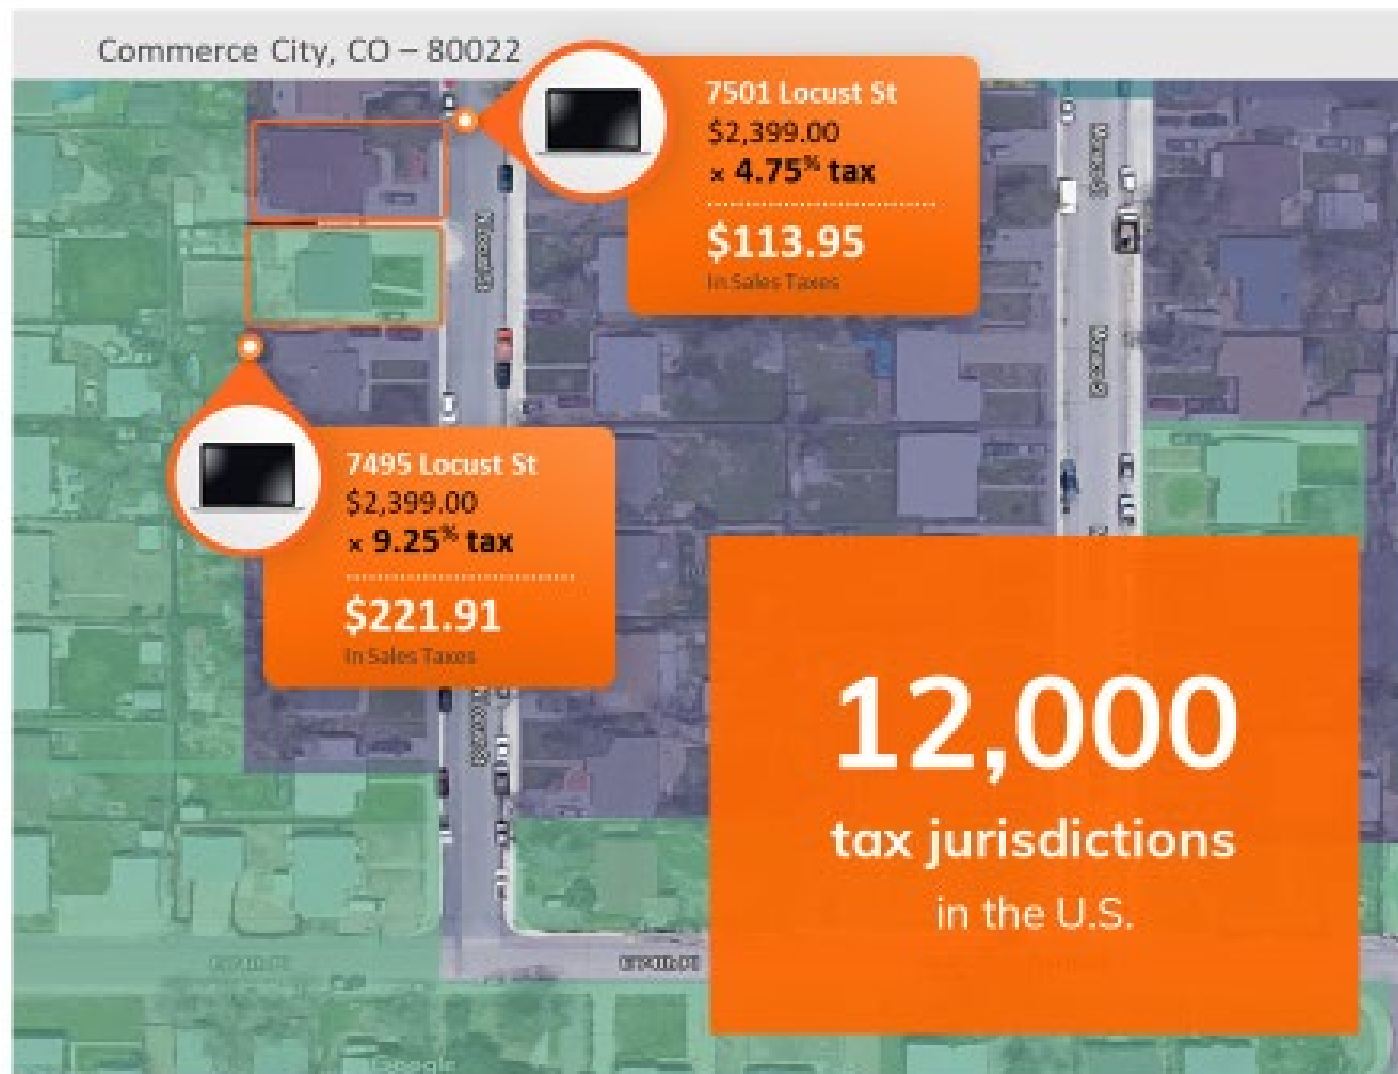 Commerce City, CO – 80022
7501 Locust St
$2,399.00
× 4.75% tax
$113.95
In Sales Taxes
7495 Locust St
$2,399.00
× 9.25% tax
$221.91
In Sales Taxes
12,000
tax jurisdictions
in the U.S.
Google